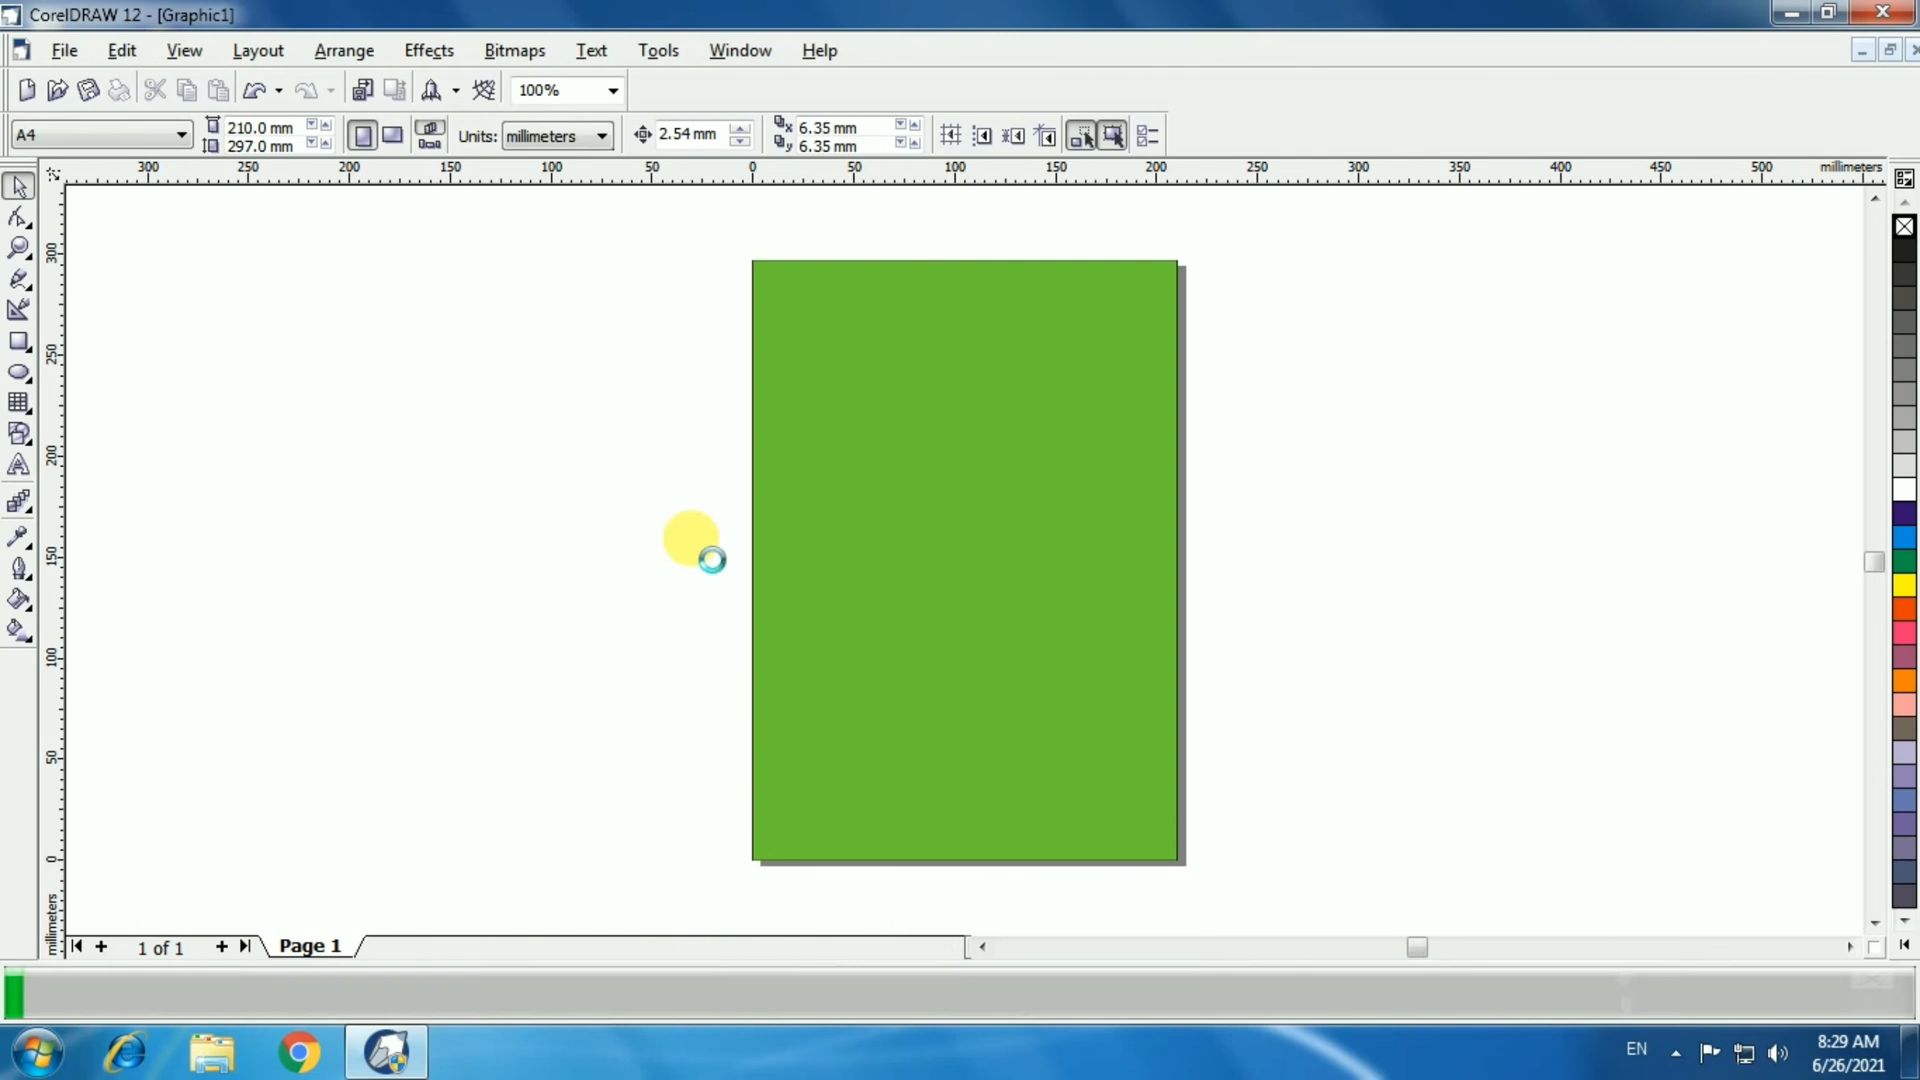 CorelDRAW 12 - [Graphic1]
File Edit View Layout Arrange Effects Bitmaps Text Tools Window Help
100%
A4 210.0 mm 297.0 mm Units: millimeters 2.54 mm x 6.35 mm y 6.35 mm
300 250 200 150 100 50 0 50 100 150 200 250 300 350 400 450 500 millimeters
300
250
200
150
100
50
0
millimeters
1 of 1 Page 1
EN 8:29 AM
6/26/2021